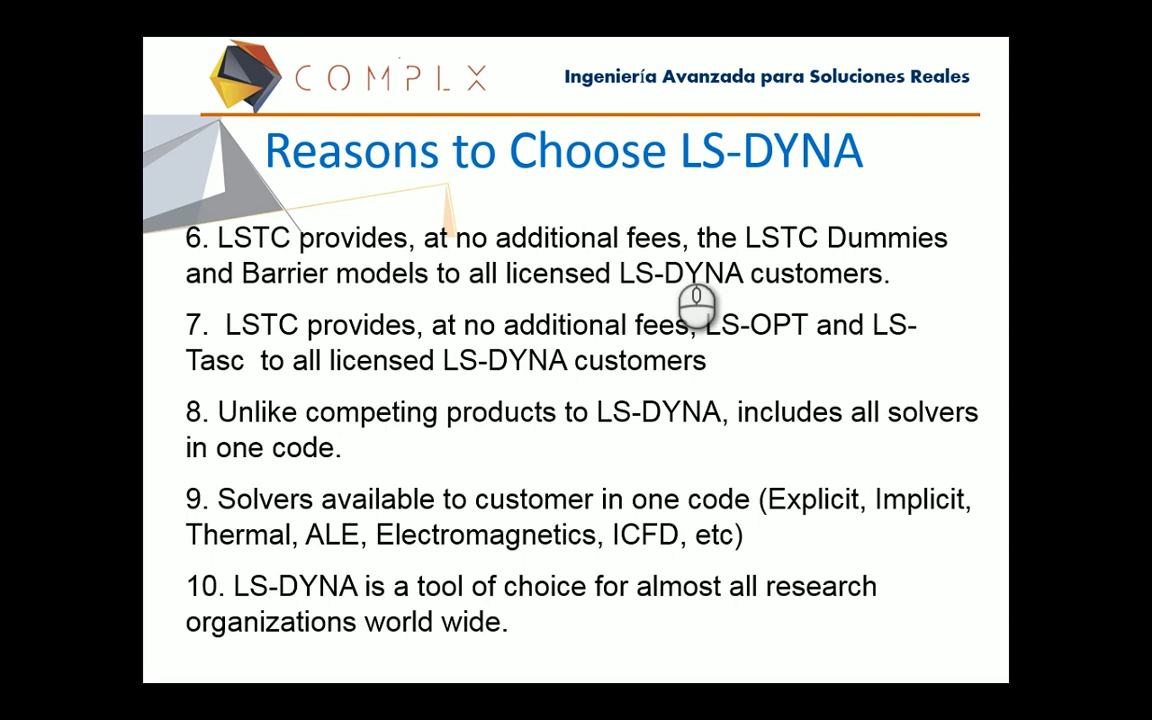 COMPLX
Ingeniería Avanzada para Soluciones Reales
Reasons to Choose LS-DYNA
6. LSTC provides, at no additional fees, the LSTC Dummies
and Barrier models to all licensed LS-DYNA customers.
7.  LSTC provides, at no additional fees, LS-OPT and LS-
Tasc  to all licensed LS-DYNA customers
8. Unlike competing products to LS-DYNA, includes all solvers
in one code.
9. Solvers available to customer in one code (Explicit, Implicit,
Thermal, ALE, Electromagnetics, ICFD, etc)
10. LS-DYNA is a tool of choice for almost all research
organizations world wide.